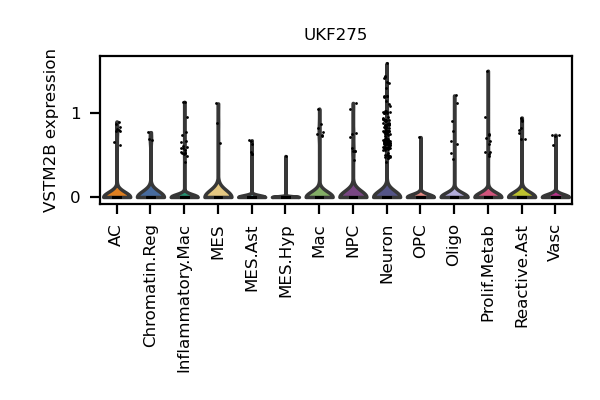 UKF275
VSTM2B expression
1
0
AC
Chromatin.Reg
Inflammatory.Mac
MES
MES.Ast
MES.Hyp
Mac
NPC
Neuron
OPC
Oligo
Prolif.Metab
Reactive.Ast
Vasc